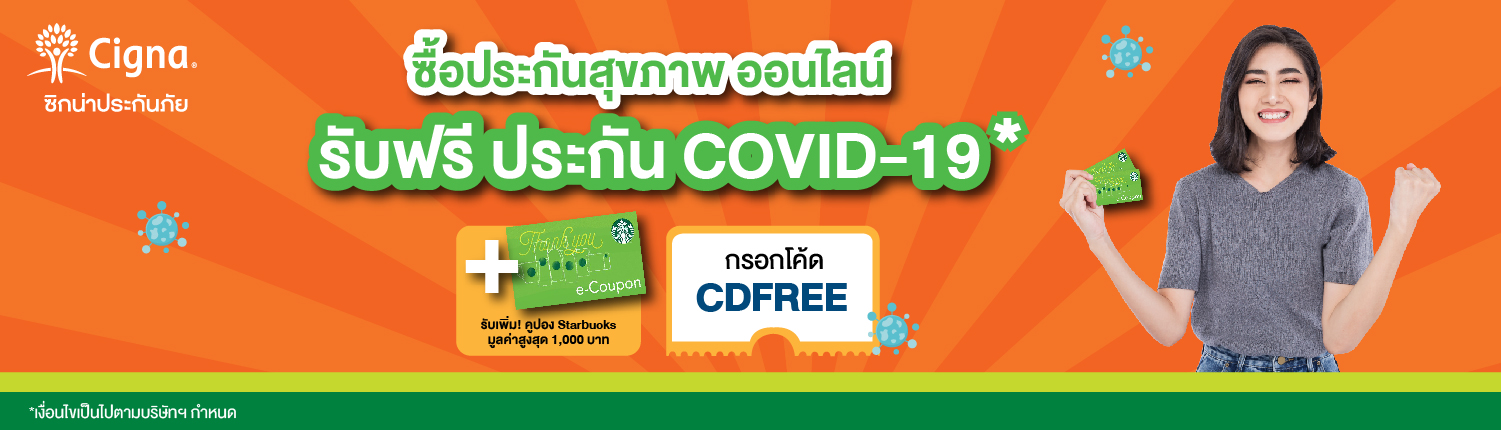 Cigna®
ซิกน่าประกันภัย
ซื้อประกันสุขภาพ ออนไลน์
รับฟรี ประกัน COVID-19*
+
Thank you
e-Coupon
รับเพิ่ม! คูปอง Starbuoks
มูลค่าสูงสุด 1,000 บาท
กรอกโค้ด
CDFREE
e-Coupon
*เงื่อนไขเป็นไปตามบริษัทฯ กำหนด